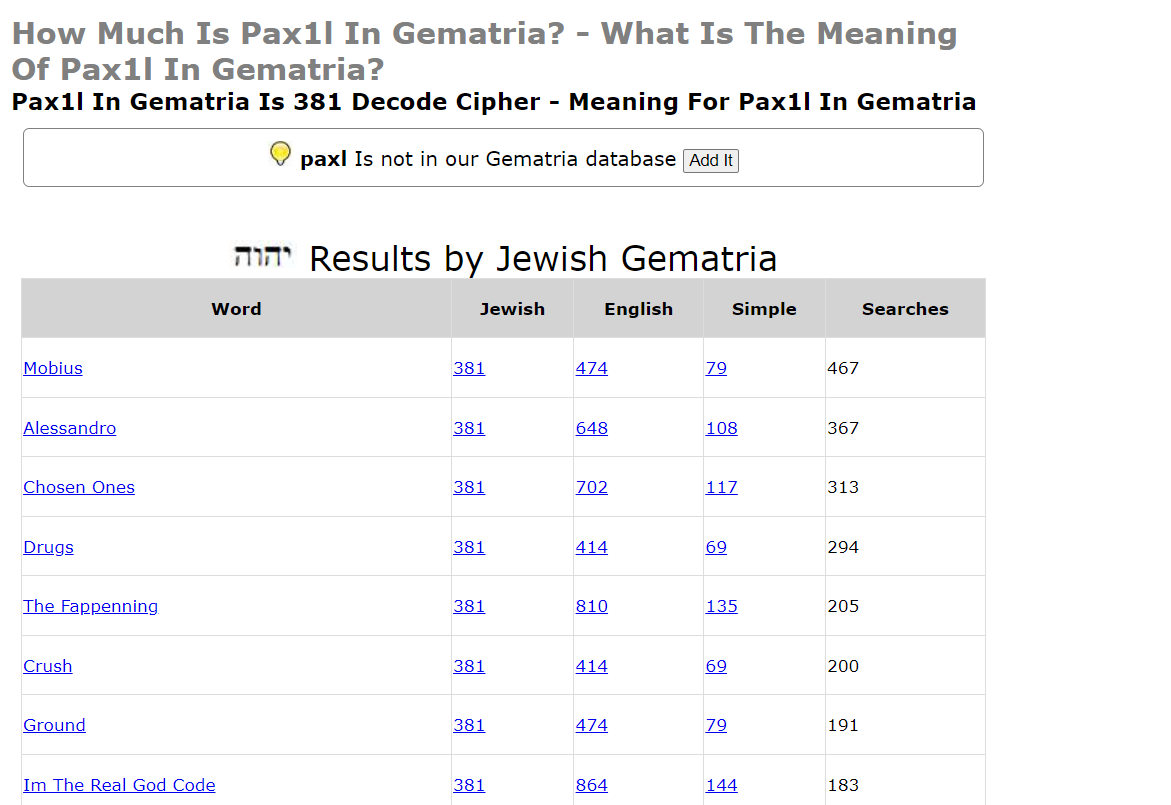 How Much Is Pax1l In Gematria? - What Is The Meaning
Of Pax1l In Gematria?
Pax1l In Gematria Is 381 Decode Cipher - Meaning For Pax1l In Gematria
paxl Is not in our Gematria database Add It
יהוה Results by Jewish Gematria
Word Jewish English Simple Searches
Mobius 381 474 79 467
Alessandro 381 648 108 367
Chosen Ones 381 702 117 313
Drugs 381 414 69 294
The Fappenning 381 810 135 205
Crush 381 414 69 200
Ground 381 474 79 191
Im The Real God Code 381 864 144 183